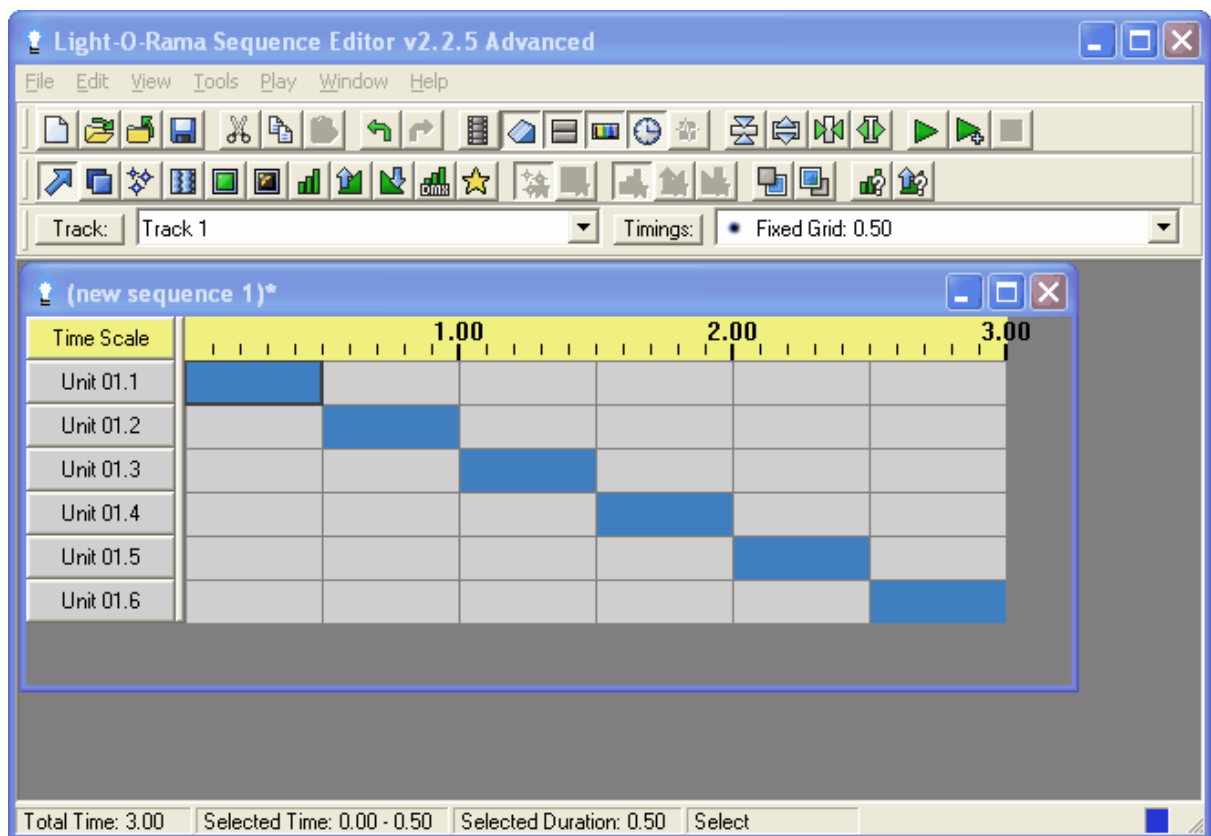 Light-O-Rama Sequence Editor v2.2.5 Advanced
File Edit View Tools Play Window Help
DMX
Track: Track 1 Timings: Fixed Grid: 0.50
(new sequence 1)*
Time Scale 1.00 2.00 3.00
Unit 01.1
Unit 01.2
Unit 01.3
Unit 01.4
Unit 01.5
Unit 01.6
Total Time: 3.00 Selected Time: 0.00 - 0.50 Selected Duration: 0.50 Select